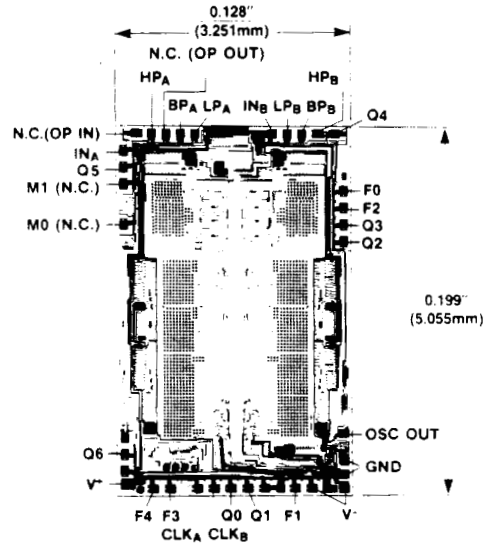 0.128"
(3.251mm)
N.C. (OP OUT)
HPA HPB
BPA LPA INB LPB BPB
Q4
N.C.(OP IN)
INA
Q5
M1 (N.C.)
F0
F2
M0 (N.C.)
Q3
Q2
0.199"
(5.055mm)
OSC OUT
Q6
GND
V+
F4 F3 Q0 Q1 F1 V-
CLKA CLKB